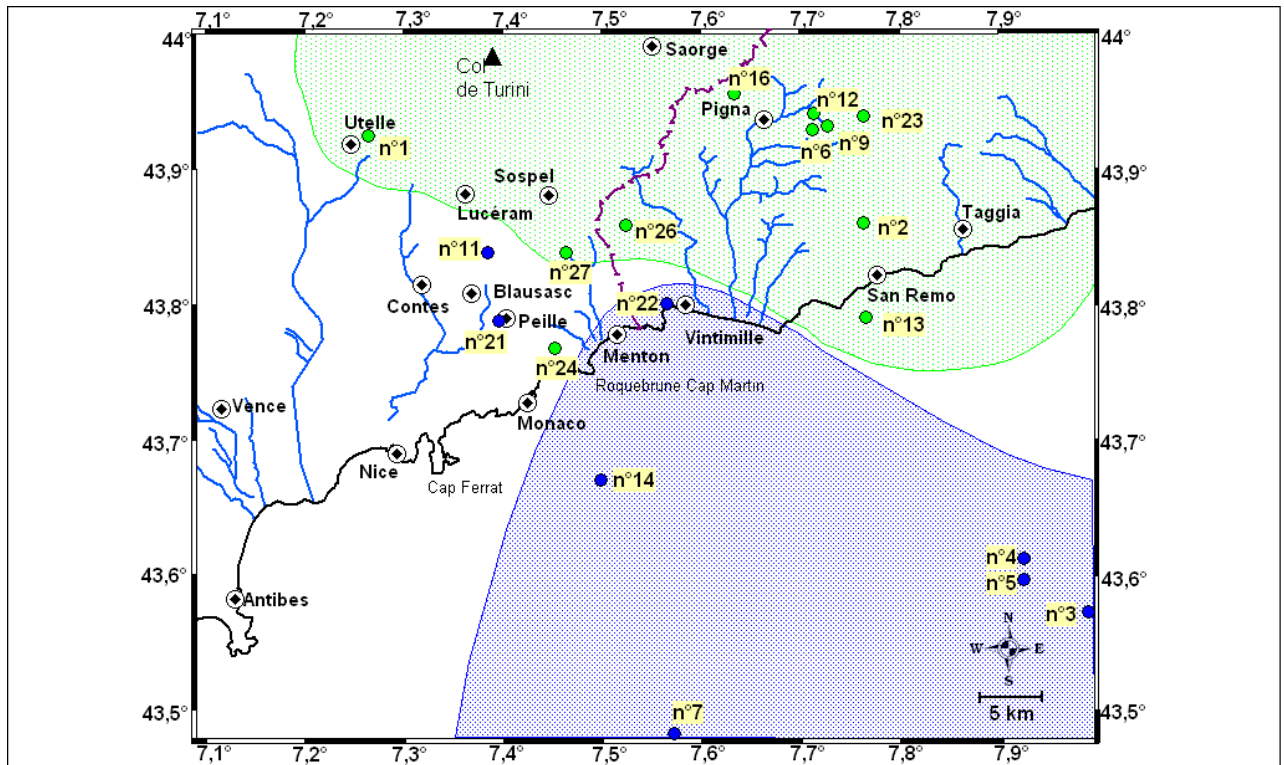 7,1° 7,2° 7,3° 7,4° 7,5° 7,6° 7,7° 7,8° 7,9°
44° 44°
Saorge
Col
de Turini
n°16
Pigna
n°12
n°23
Utelle
n°1
n°6
n°9
43,9° 43,9°
Sospel
Lucéram
Taggia
n°26
n°2
n°11
n°27
Contes
Blausasc
n°22
San Remo
43,8° 43,8°
Peille
n°21
Vintimille
n°13
Menton
n°24
Roquebrune Cap Martin
Vence
Monaco
43,7° 43,7°
Nice
Cap Ferrat
n°14
n°4
43,6° 43,6°
n°5
Antibes
n°3
N
W E
S
5 km
43,5° 43,5°
n°7
7,1° 7,2° 7,3° 7,4° 7,5° 7,6° 7,7° 7,8° 7,9°